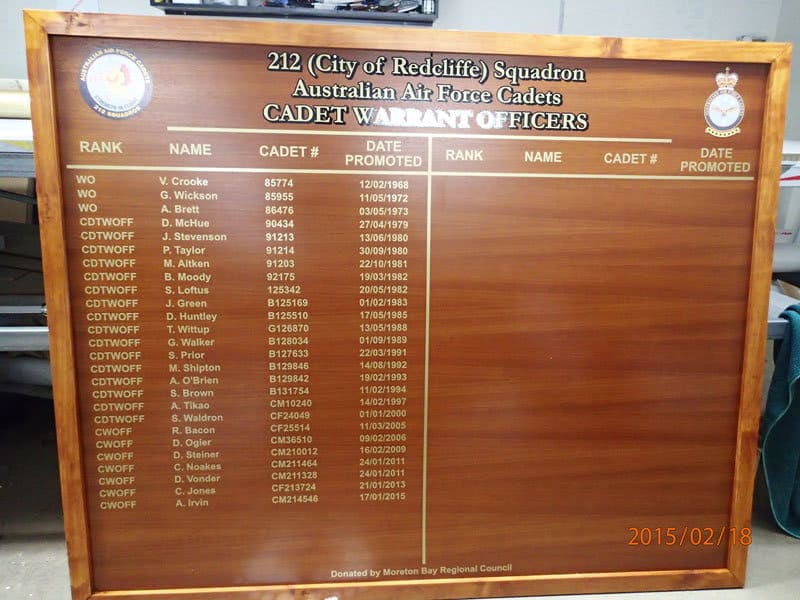 AUSTRALIAN AIR FORCE CADETS
212 SQUADRON
212 (City of Redcliffe) Squadron
Australian Air Force Cadets
CADET WARRANT OFFICERS
RANK NAME CADET # DATE PROMOTED RANK NAME CADET # DATE PROMOTED
WO V. Crooke 85774 12/02/1968
WO G. Wickson 85955 11/05/1972
WO A. Brett 86476 03/05/1973
CDTWOFF D. McHue 90434 27/04/1979
CDTWOFF J. Stevenson 91213 13/06/1980
CDTWOFF P. Taylor 91214 30/09/1980
CDTWOFF M. Aitken 91203 22/10/1981
CDTWOFF B. Moody 92175 19/03/1982
CDTWOFF S. Loftus 125342 20/05/1982
CDTWOFF J. Green B125169 01/02/1983
CDTWOFF D. Huntley B125510 17/05/1985
CDTWOFF T. Wittup G126870 13/05/1988
CDTWOFF G. Walker B128034 01/09/1989
CDTWOFF S. Prior B127633 22/03/1991
CDTWOFF M. Shipton B129846 14/08/1992
CDTWOFF A. O'Brien B129842 19/02/1993
CDTWOFF S. Brown B131754 11/02/1994
CDTWOFF A. Tikao CM10240 14/02/1997
CDTWOFF S. Waldron CF24049 01/01/2000
CWOFF R. Bacon CF25514 11/03/2005
CWOFF D. Ogier CM36510 09/02/2006
CWOFF D. Steiner CM210012 16/02/2009
CWOFF C. Noakes CM211464 24/01/2011
CWOFF D. Vonder CM211328 24/01/2011
CWOFF C. Jones CF213724 21/01/2013
CWOFF A. Irvin CM214546 17/01/2015
Donated by Moreton Bay Regional Council
2015/02/18